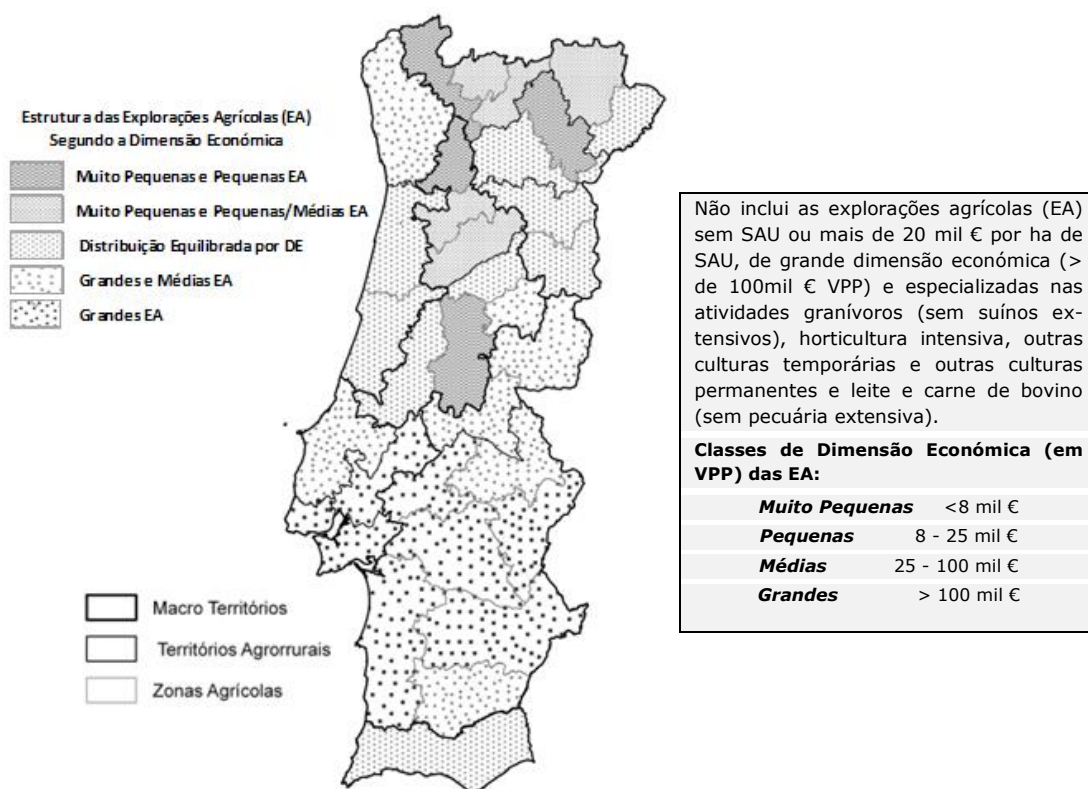 Estrutura das Explorações Agrícolas (EA)
Segundo a Dimensão Económica
Muito Pequenas e Pequenas EA
Muito Pequenas e Pequenas/Médias EA
Distribuição Equilibrada por DE
Grandes e Médias EA
Grandes EA
Macro Territórios
Territórios Agrorrurais
Zonas Agrícolas
Não inclui as explorações agrícolas (EA)
sem SAU ou mais de 20 mil € por ha de
SAU, de grande dimensão económica (>
de 100mil € VPP) e especializadas nas
atividades granívoros (sem suínos ex-
tensivos), horticultura intensiva, outras
culturas temporárias e outras culturas
permanentes e leite e carne de bovino
(sem pecuária extensiva).
Classes de Dimensão Económica (em
VPP) das EA:
Muito Pequenas <8 mil €
Pequenas 8 - 25 mil €
Médias 25 - 100 mil €
Grandes > 100 mil €